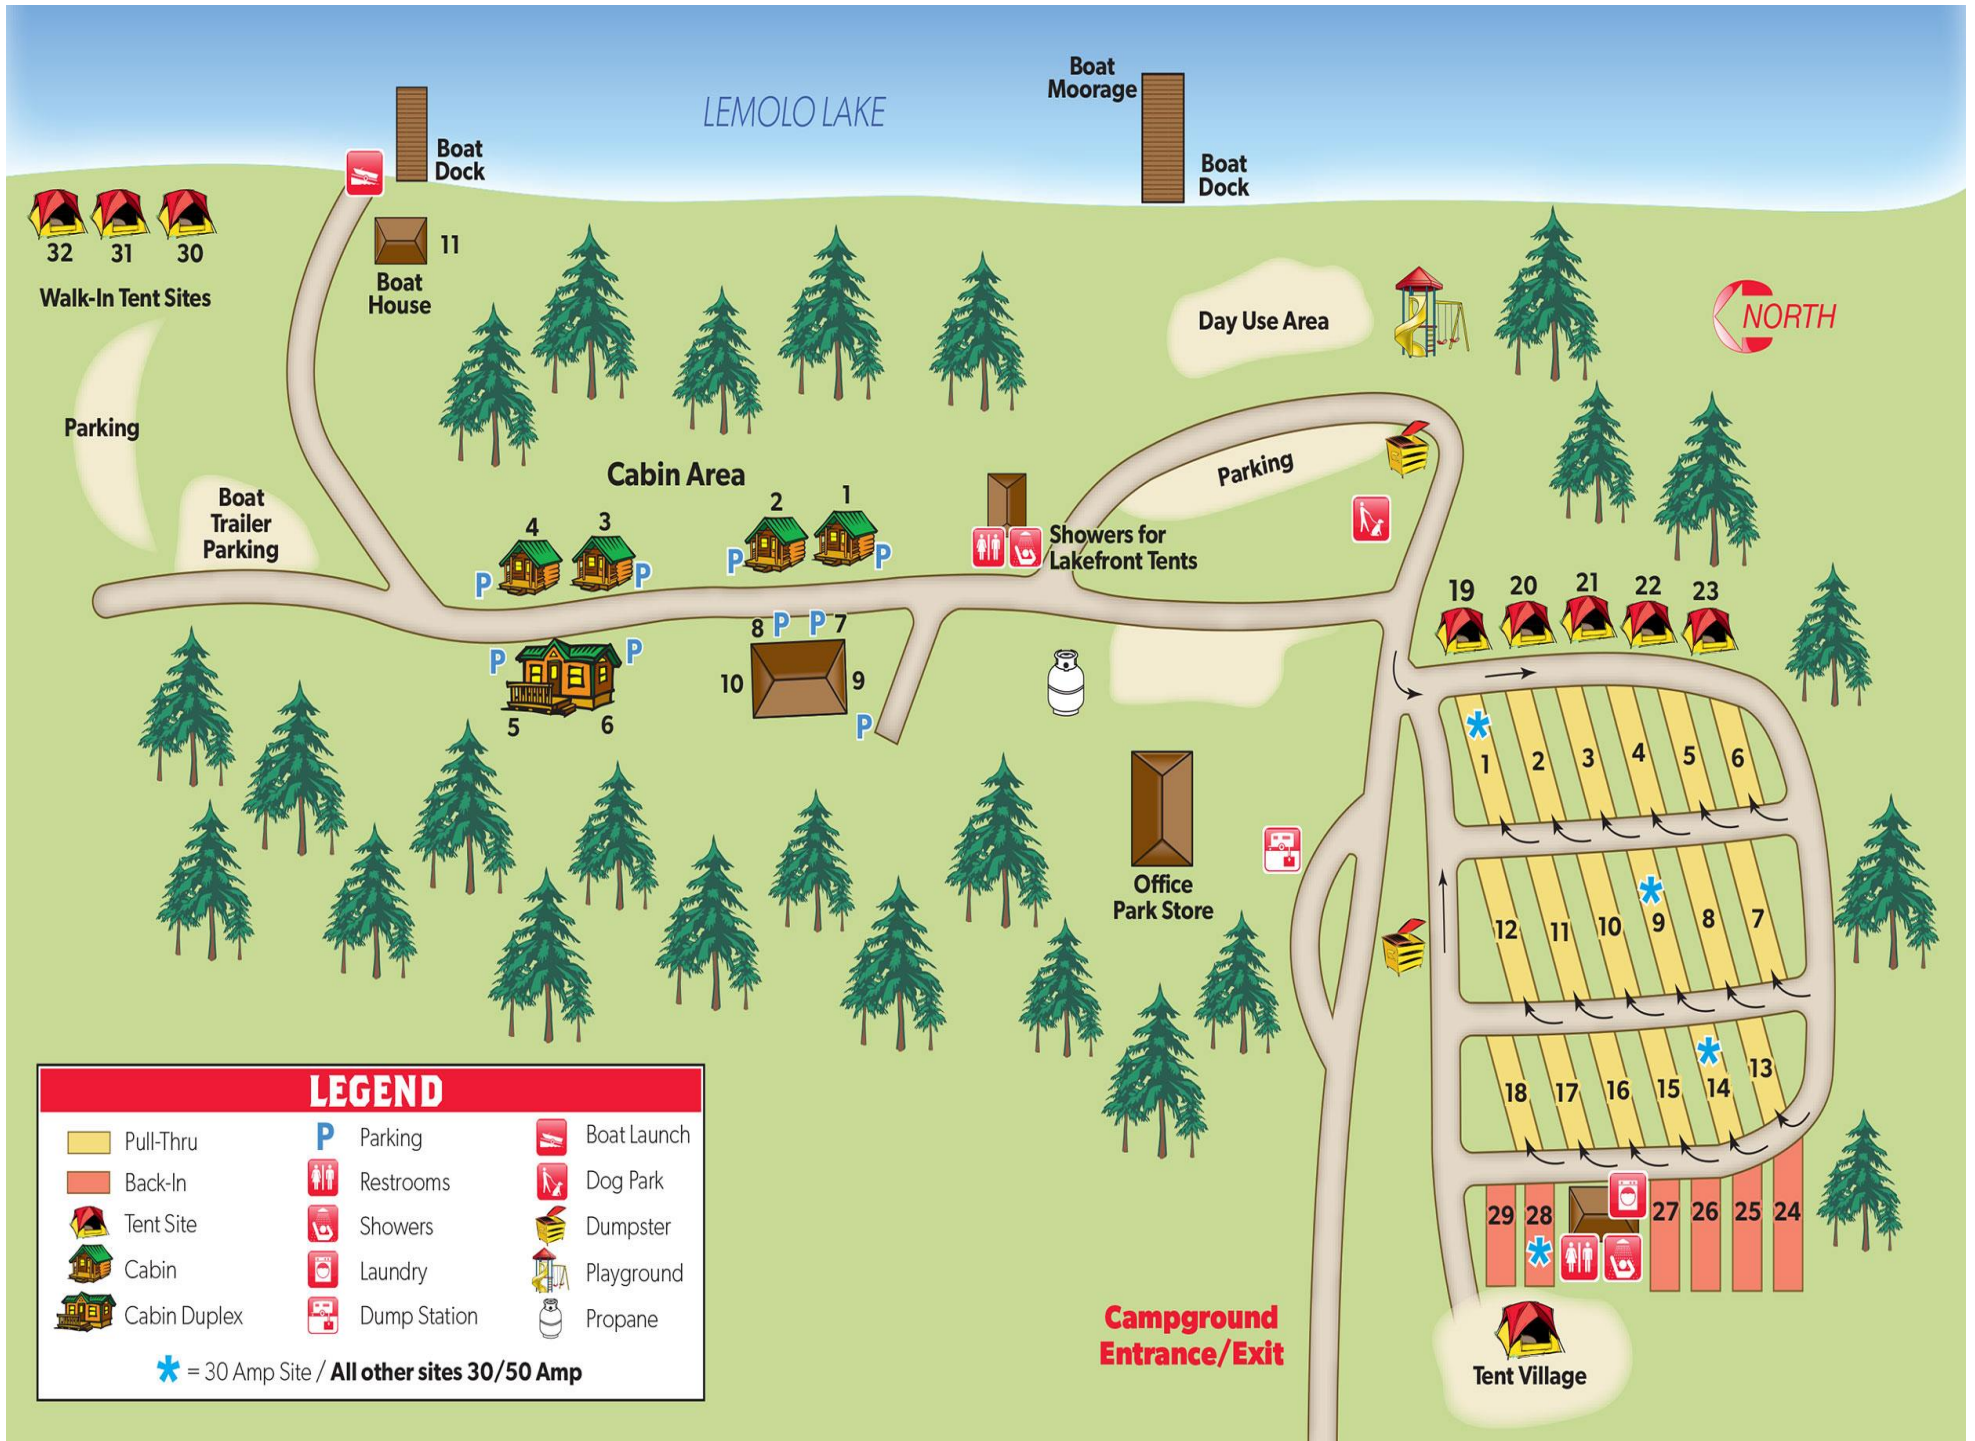 LEMOLO LAKE
Boat
Moorage
Boat
Dock
Boat
Dock
32
31
30
Walk-In Tent Sites
11
Boat
House
Day Use Area
NORTH
Parking
Parking
Cabin Area
Boat
Trailer
Parking
4
3
2
1
P
P
P
P
Showers for
Lakefront Tents
19
20
21
22
23
8
P
P
7
P
P
10
9
P
5
6
1
2
3
4
5
6
Office
Park Store
12
11
10
9
8
7
18
17
16
15
14
13
29
28
27
26
25
24
Campground
Entrance/Exit
Tent Village
LEGEND
Pull-Thru
Back-In
Tent Site
Cabin
Cabin Duplex
P
Parking
Restrooms
Showers
Laundry
Dump Station
Boat Launch
Dog Park
Dumpster
Playground
Propane
* = 30 Amp Site / All other sites 30/50 Amp